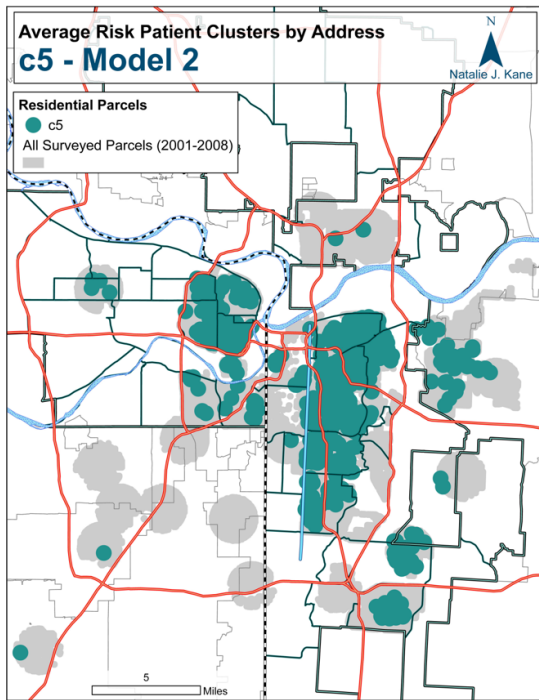 Average Risk Patient Clusters by Address
c5 - Model 2
N
Natalie J. Kane
Residential Parcels
c5
All Surveyed Parcels (2001-2008)
5
Miles